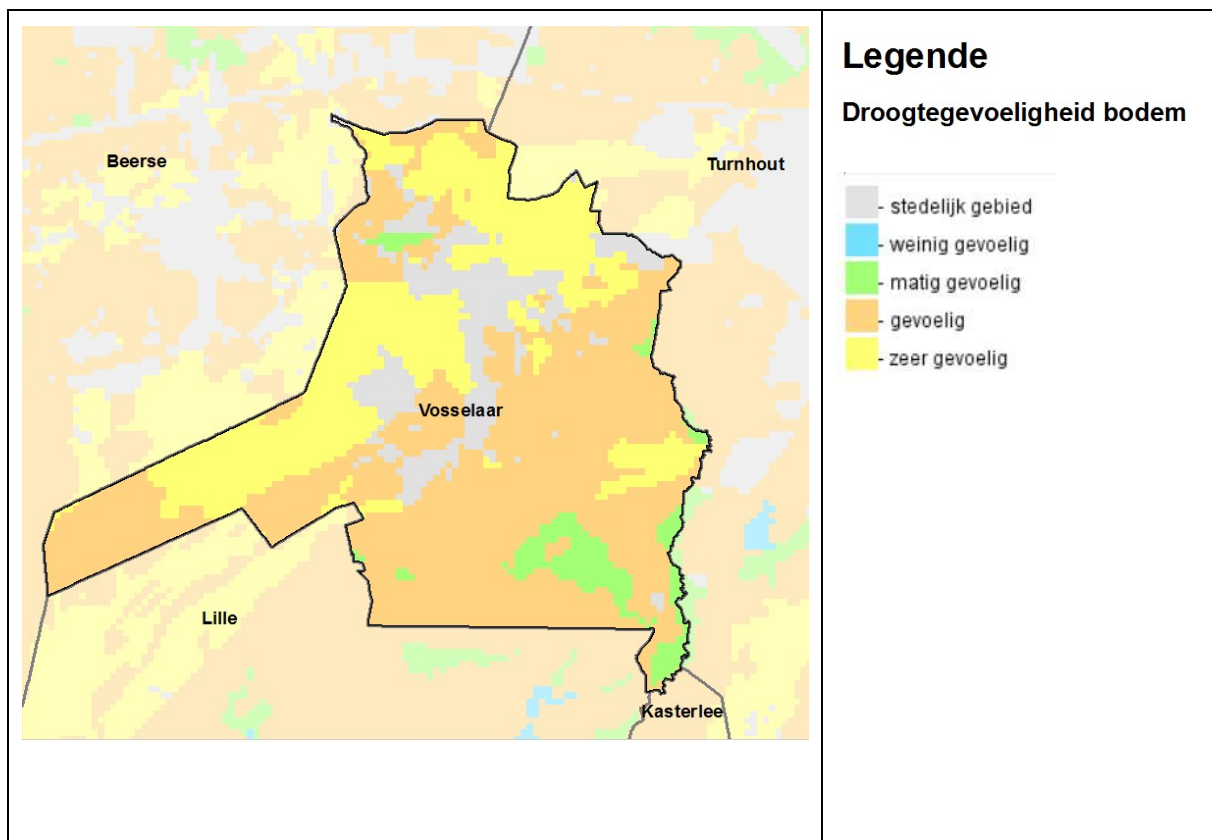 Beerse
Turnhout
Vosselaar
Lille
Kasterlee
Legende
Droogtegevoeligheid bodem
- stedelijk gebied
- weinig gevoelig
- matig gevoelig
- gevoelig
- zeer gevoelig